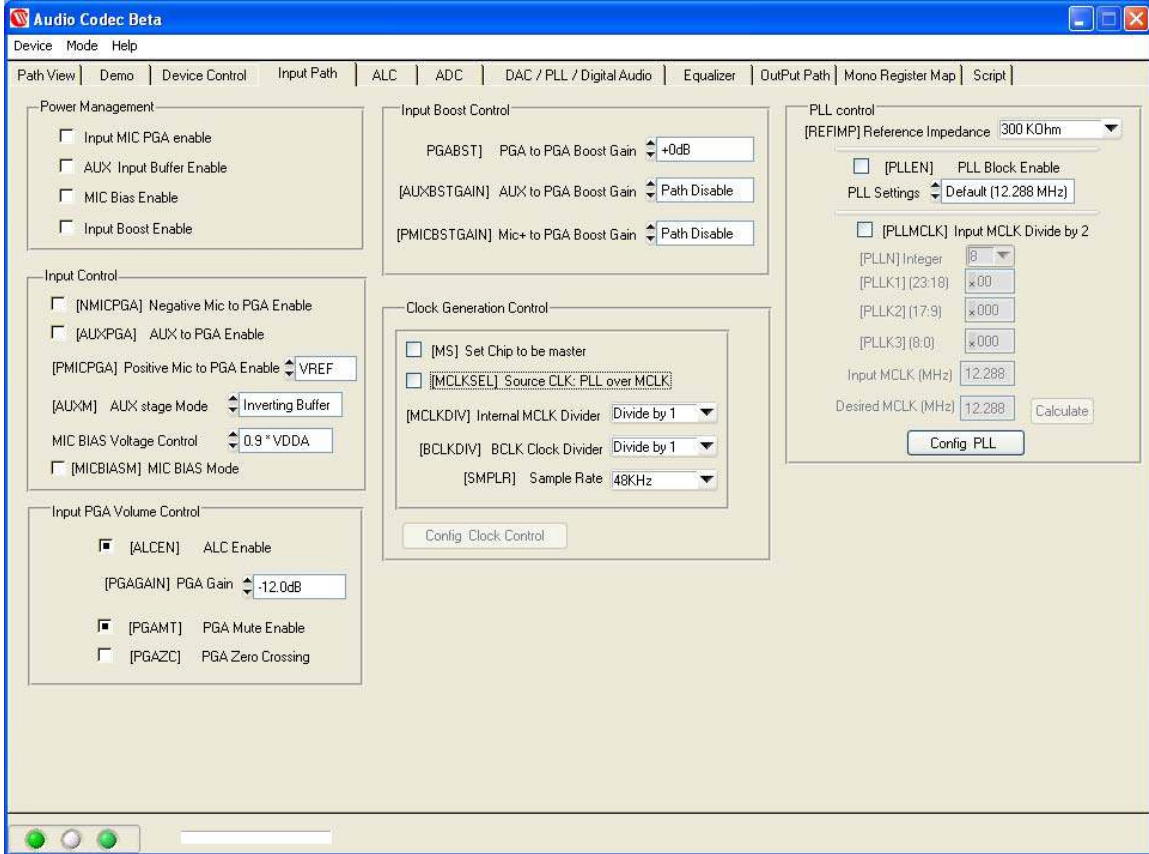 Audio Codec Beta
Device Mode Help
Path View Demo Device Control Input Path ALC ADC DAC / PLL / Digital Audio Equalizer OutPut Path Mono Register Map Script
Power Management
Input MIC PGA enable
AUX Input Buffer Enable
MIC Bias Enable
Input Boost Enable
Input Control
[NMICPGA] Negative Mic to PGA Enable
[AUXPGA] AUX to PGA Enable
[PMICPGA] Positive Mic to PGA Enable VREF
[AUXM] AUX stage Mode Inverting Buffer
MIC BIAS Voltage Control 0.9 * VDDA
[MICBIASM] MIC BIAS Mode
Input PGA Volume Control
[ALCEN] ALC Enable
[PGAGAIN] PGA Gain -12.0dB
[PGAMT] PGA Mute Enable
[PGAZC] PGA Zero Crossing
Input Boost Control
PGABST] PGA to PGA Boost Gain +0dB
[AUXBSTGAIN] AUX to PGA Boost Gain Path Disable
[PMICBSTGAIN] Mic+ to PGA Boost Gain Path Disable
Clock Generation Control
[MS] Set Chip to be master
[MCLKSEL] Source CLK: PLL over MCLK
[MCLKDIV] Internal MCLK Divider Divide by 1
[BCLKDIV] BCLK Clock Divider Divide by 1
[SMPLR] Sample Rate 48KHz
Config Clock Control
PLL control
[REFIMP] Reference Impedance 300 KOhm
[PLLEN] PLL Block Enable
PLL Settings Default (12.288 MHz)
[PLLMCLK] Input MCLK Divide by 2
[PLLN] Integer 8
[PLLK1] (23:18) x00
[PLLK2] (17:9) x000
[PLLK3] (8:0) x000
Input MCLK (MHz) 12.288
Desired MCLK (MHz) 12.288 Calculate
Config PLL